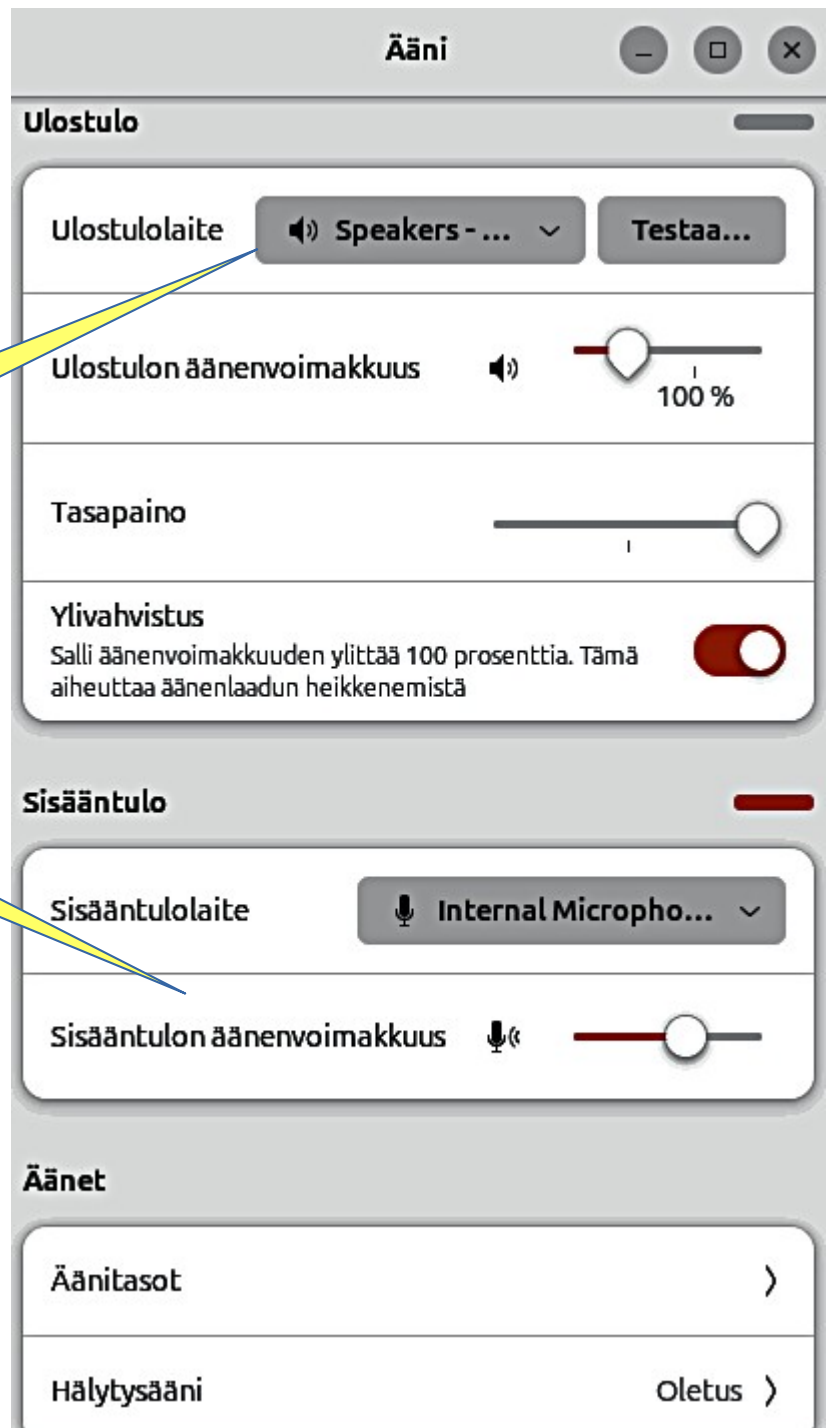 Ääni
Ulostulo
Ulostulolaite Speakers - ... Testaa...
Ulostulon äänenvoimakkuus
100 %
Tasapaino
Ylivahvistus
Salli äänenvoimakkuuden ylittää 100 prosenttia. Tämä
aiheuttaa äänenlaadun heikkenemistä
Sisääntulo
Sisääntulolaite Internal Micropho...
Sisääntulon äänenvoimakkuus
Äänet
Äänitasot
Hälytysääni Oletus